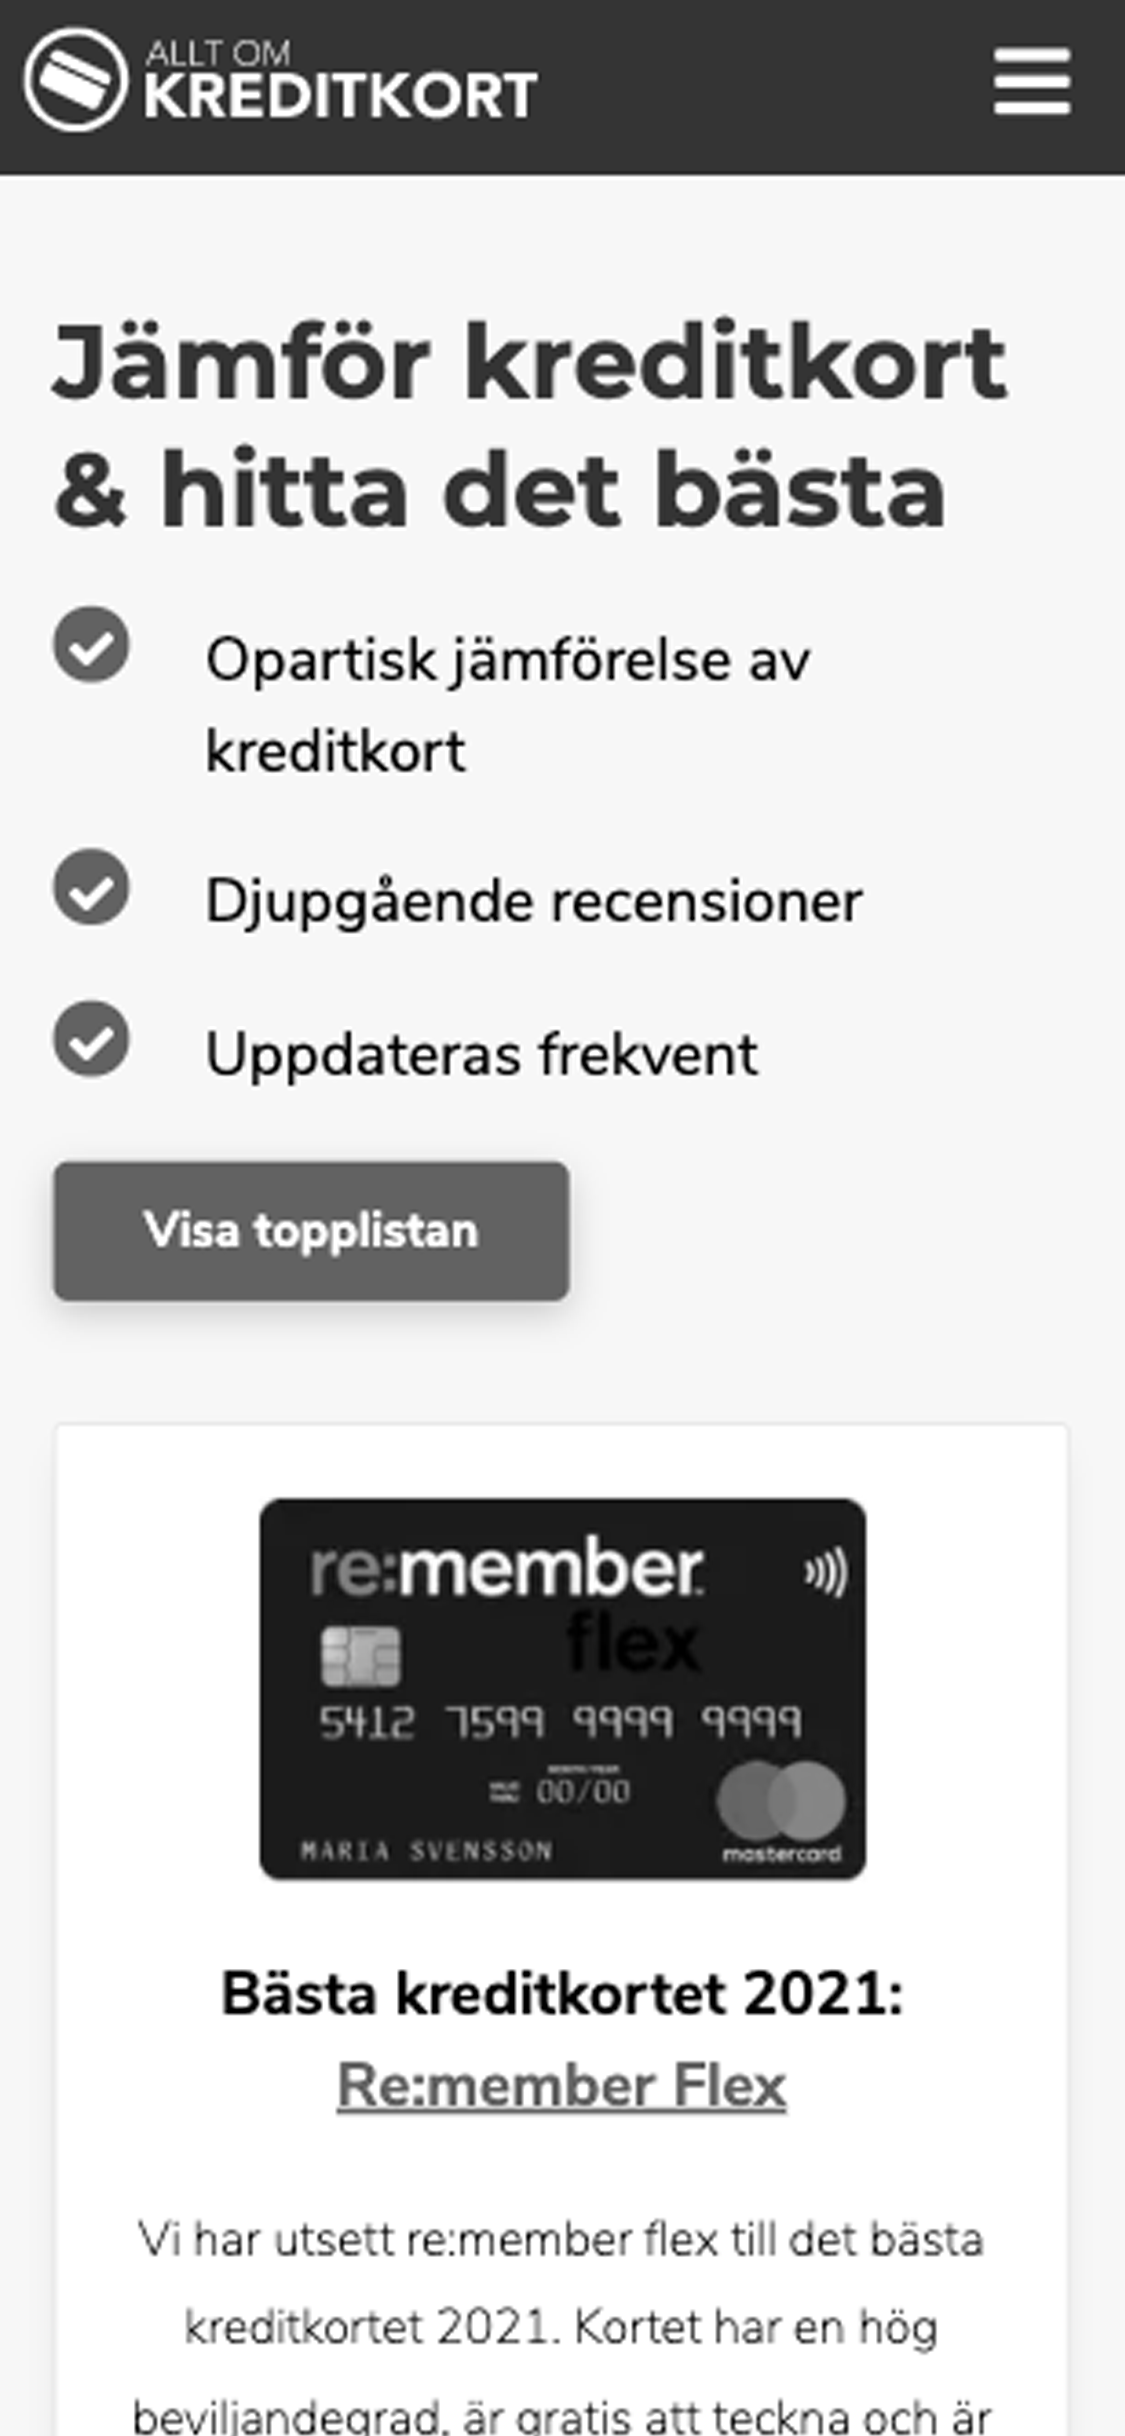 ALLT OM
KREDITKORT
Jämför kreditkort
& hitta det bästa
Opartisk jämförelse av
kreditkort
Djupgående recensioner
Uppdateras frekvent
Visa topplistan
re:member
flex
5412 7599 9999 9999
00/00
MARIA SVENSSON
mastercard
Bästa kreditkortet 2021:
Re:member Flex
Vi har utsett re:member flex till det bästa
kreditkortet 2021. Kortet har en hög
beviljandegrad, är gratis att teckna och är